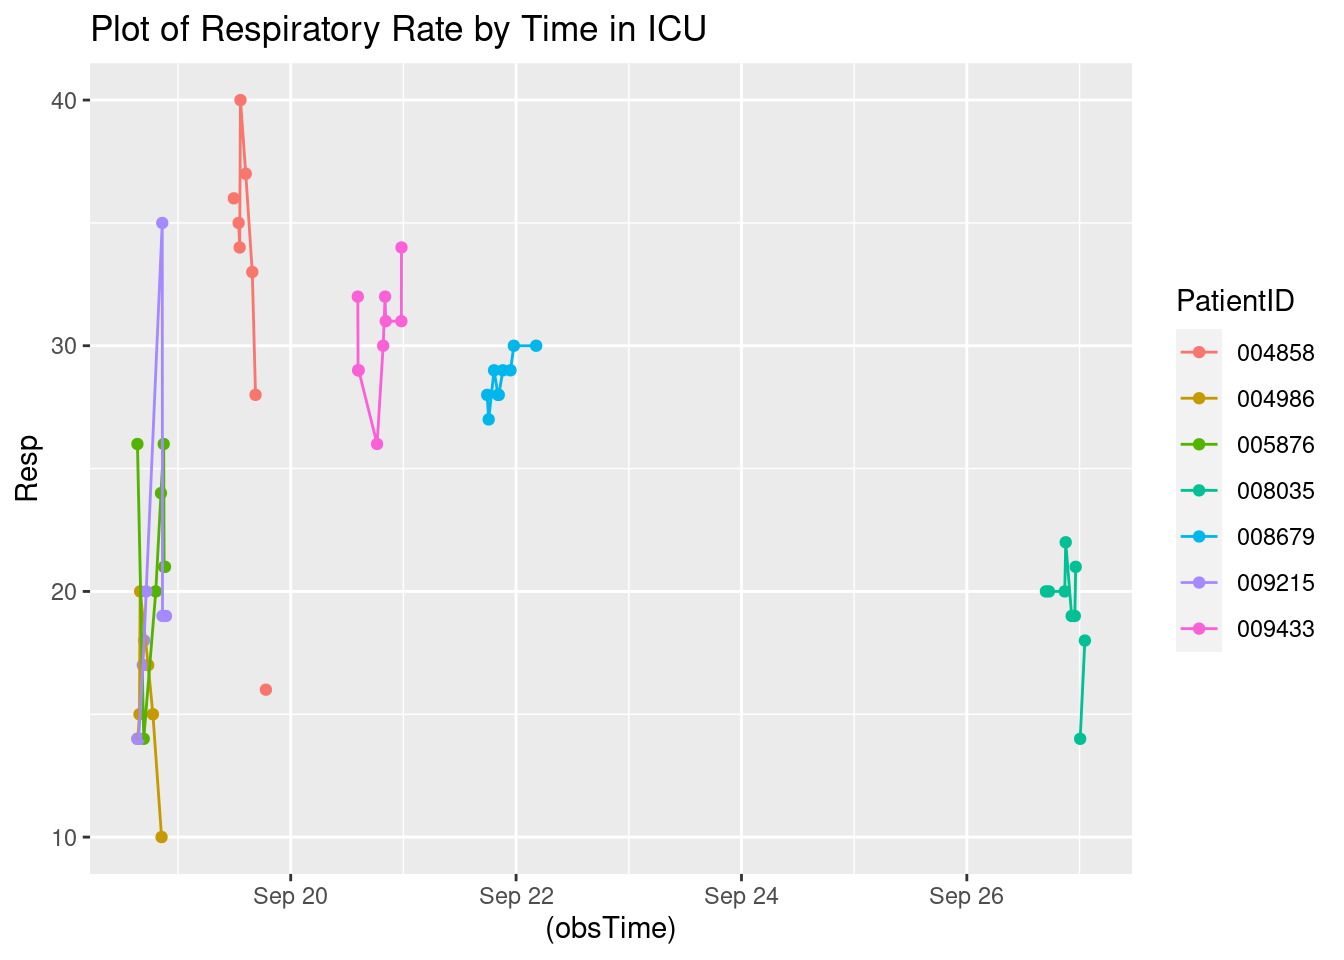 Plot of Respiratory Rate by Time in ICU
40
30
20
10
Resp
Sep 20
Sep 22
Sep 24
Sep 26
(obsTime)
PatientID
004858
004986
005876
008035
008679
009215
009433